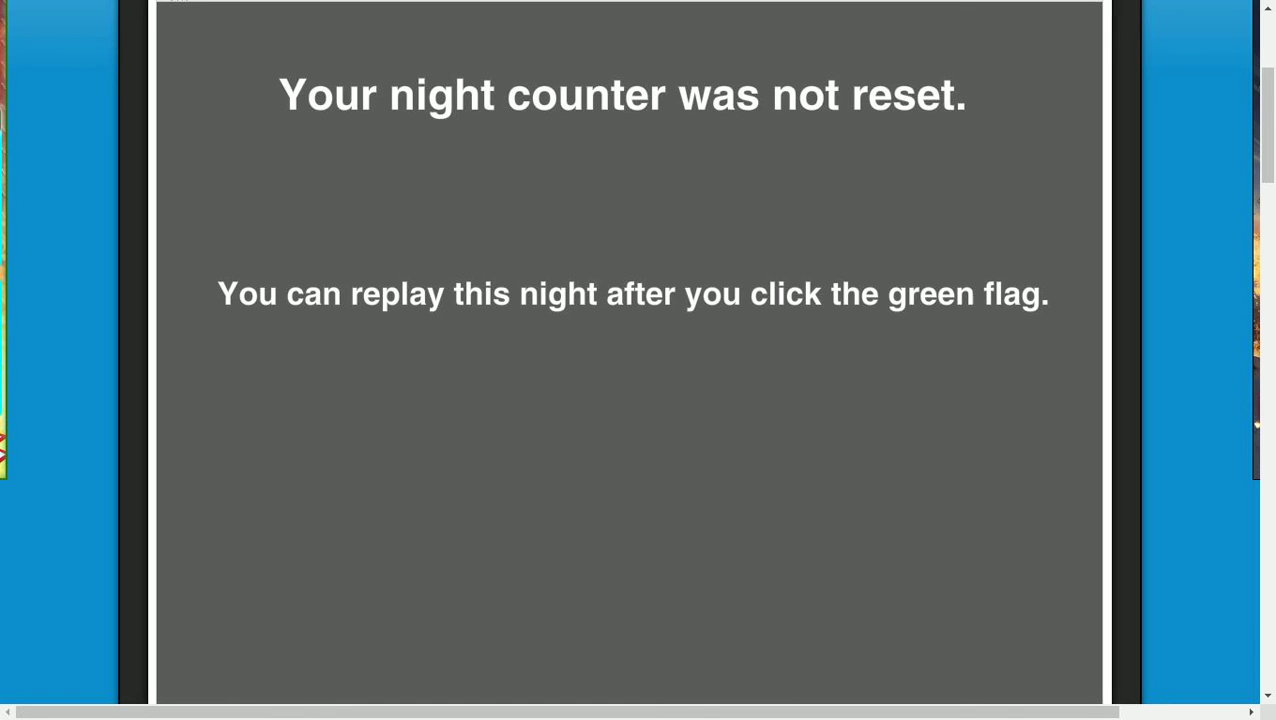 Your night counter was not reset.
You can replay this night after you click the green flag.